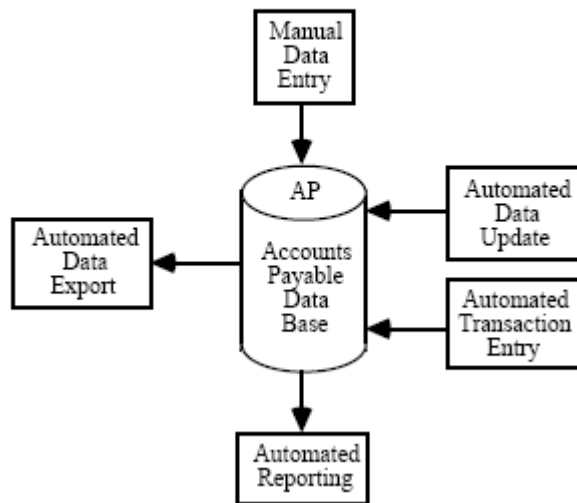 Manual
Data
Entry
AP
Accounts
Payable
Data
Base
Automated
Data
Update
Automated
Data
Export
Automated
Transaction
Entry
Automated
Reporting